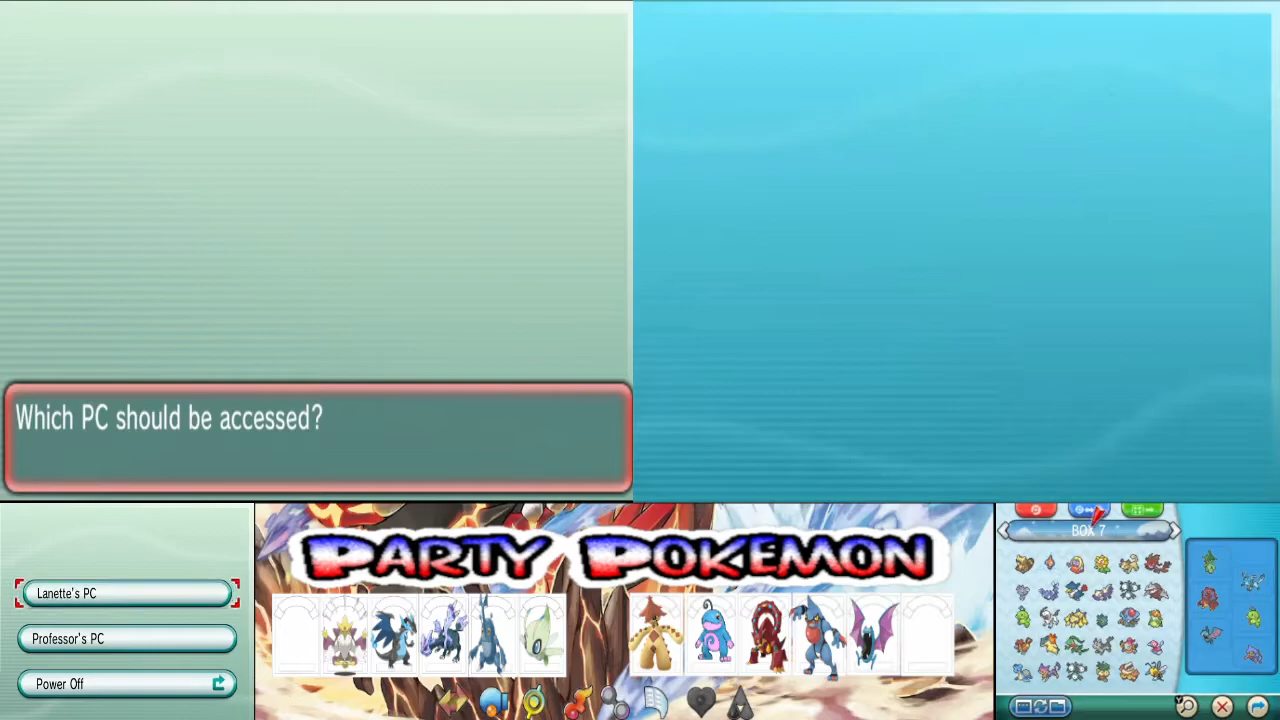 Which PC should be accessed?
Lanette's PC
Professor's PC
Power Off
PARTY POKEMON
BOX 7